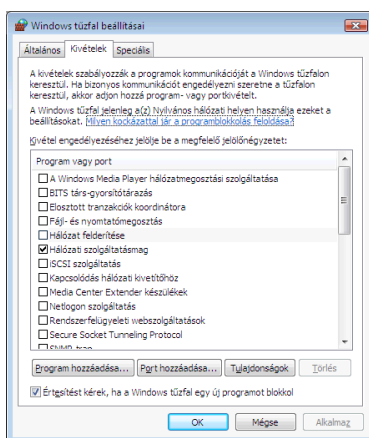 Windows tűzfal beállításai
Általános Kivételek Speciális
A kivételek szabályozzák a programok kommunikációját a Windows tűzfalon
keresztül. Ha bizonyos kommunikációt engedélyezni szeretne a tűzfalon
keresztül, akkor adjon hozzá program- vagy portkivételt.
A Windows tűzfal jelenleg a(z) Nyilvános hálózati helyen használja ezeket a
beállításokat. Milyen kockázattal jár a programblokkolás feloldása?
Kivétel engedélyezéséhez jelölje be a megfelelő jelölőnégyzetet:
Program vagy port
A Windows Media Player hálózatmegosztási szolgáltatása
BITS társ-gyorsítótárazás
Elosztott tranzakciók koordinátora
Fájl- és nyomtatómegosztás
Hálózat felderítése
Hálózati szolgáltatásmag
iSCSI szolgáltatás
Kapcsolódás hálózati kivetítőhöz
Media Center Extender készülékek
Netlogon szolgáltatás
Rendszerfelügyeleti webszolgáltatások
Secure Socket Tunneling Protocol
SNMP-trap
Program hozzáadása... Port hozzáadása... Tulajdonságok Törlés
Értesítést kérek, ha a Windows tűzfal egy új programot blokkol
OK Mégse Alkalmaz